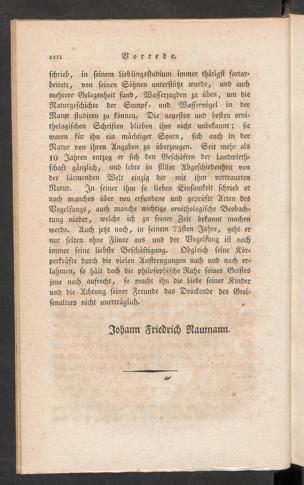 XXII Vorrede.
schrieb, in seinem Lieblingsstudium immer thätigst fortar-
beitete, von seinen Söhnen unterstützt wurde, und auch
mehrere Gelegenheit fand, Wasserjagden zu üben, um die
Naturgeschichte der Sumpf- und Wasservögel in der
Natur studiren zu können. Die neuesten und besten orni-
thologischen Schriften blieben ihm nicht unbekannt; sie
waren für ihn ein mächtiger Sporn, sich auch in der
Natur von ihren Angaben zu überzeugen. Seit mehr als
10 Jahren entzog er sich den Geschäften der Landwirth-
schaft gänzlich, und lebte in stiller Abgeschiedenheit von
der lärmenden Welt einzig der mit ihm vertraueten
Natur. In seiner ihm so lieben Einsamkeit schrieb er
noch manches über neu erfundene und geprüfte Arten des
Vogelfangs, auch manche wichtige ornithologische Beobach-
tung nieder, welche ich zu seiner Zeit bekannt machen
werde. Auch jetzt noch, in seinem 75sten Jahre, geht er
nur selten ohne Flinte aus, und der Vogelfang ist noch
immer seine liebste Beschäftigung. Obgleich seine Kör-
perkräfte durch die vielen Anstrengungen nach und nach er-
lahmen, so hält doch die philosophische Ruhe seines Geistes
jene noch aufrecht, so macht ihn die Liebe seiner Kinder
und die Achtung seiner Freunde das Drückende des Grei-
senalters nicht unerträglich.
Johann Friedrich Naumann.